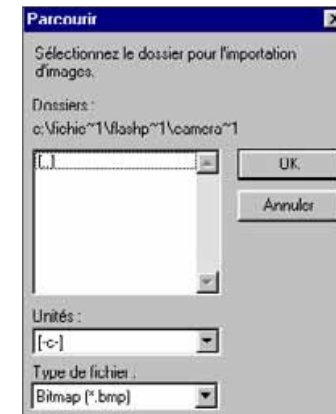 Parcourir
Sélectionnez le dossier pour l'importation
d'images.
Dossiers :
c:\fichie~1\flashp~1\camera~1
[..]
OK
Annuler
Unités :
[-c-]
Type de fichier :
Bitmap (*.bmp)